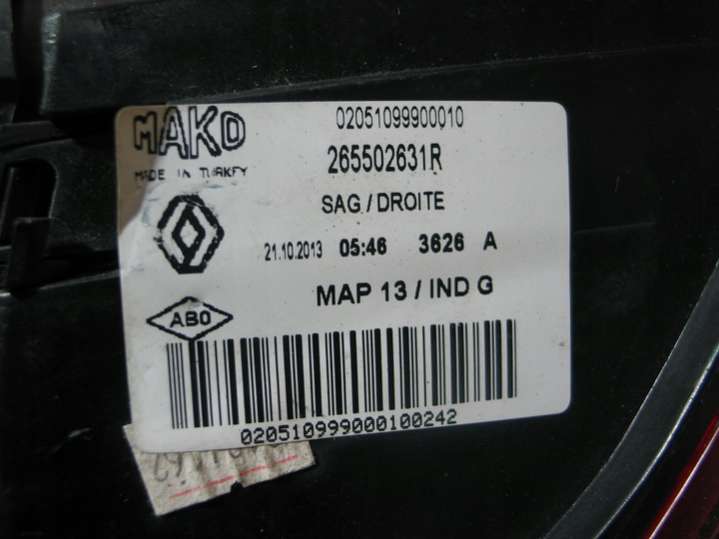 MAKO
MADE IN TURKEY
02051099900010
265502631R
SAG / DROITE
21.10.2013 05:46 3626 A
MAP 13 / IND G
ABO
020510999000100242